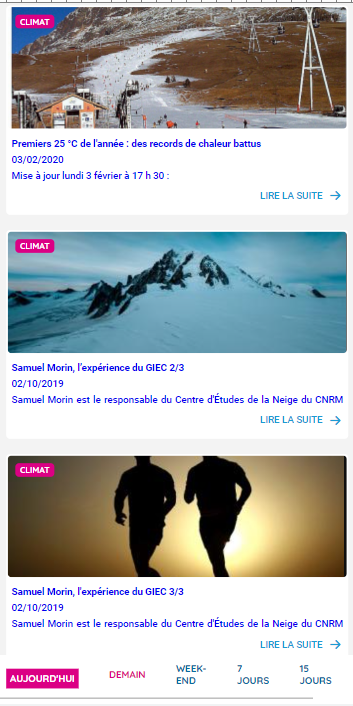 CLIMAT
Premiers 25 °C de l'année : des records de chaleur battus
03/02/2020
Mise à jour lundi 3 février à 17 h 30 :
LIRE LA SUITE →
CLIMAT
Samuel Morin, l'expérience du GIEC 2/3
02/10/2019
Samuel Morin est le responsable du Centre d'Études de la Neige du CNRM
LIRE LA SUITE →
CLIMAT
Samuel Morin, l'expérience du GIEC 3/3
02/10/2019
Samuel Morin est le responsable du Centre d'Études de la Neige du CNRM
LIRE LA SUITE →
AUJOURD'HUI
DEMAIN
WEEK-
END
7
JOURS
15
JOURS